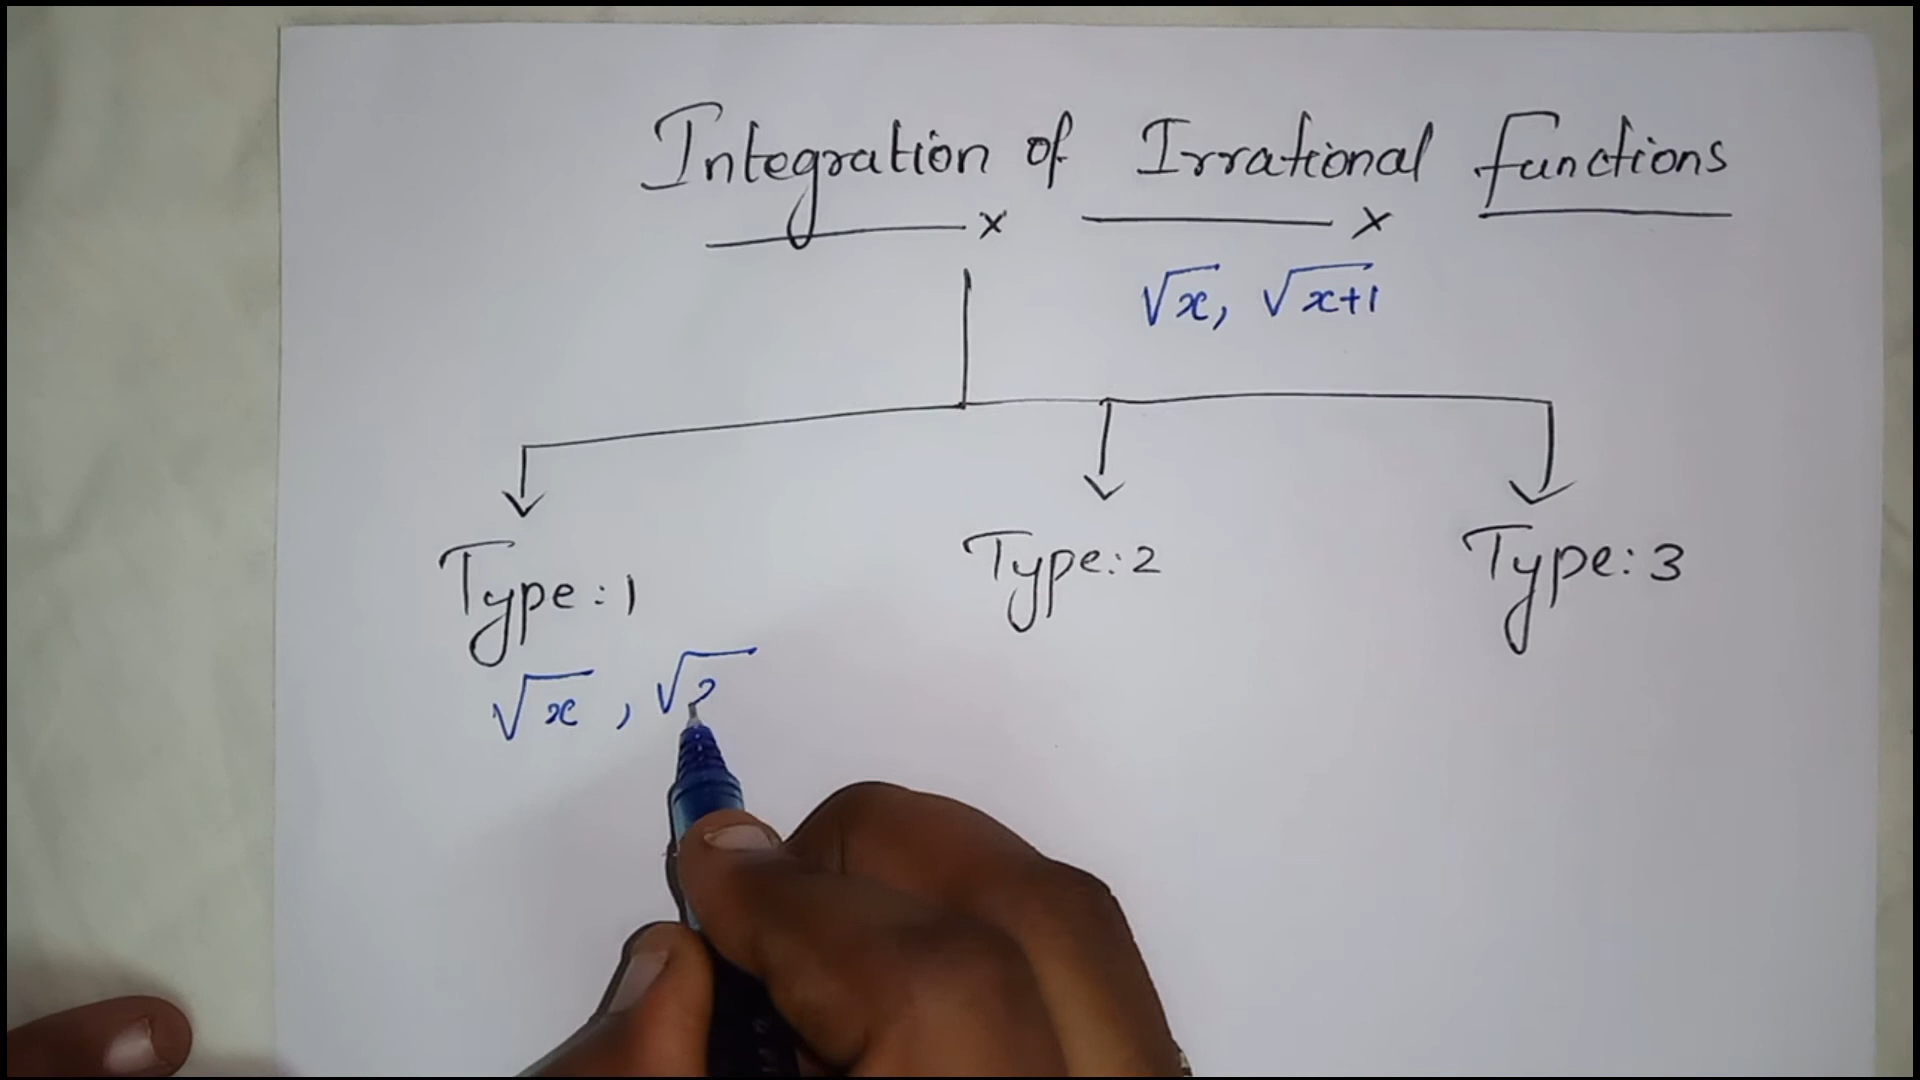 Integration of Irrational functions
√x, √x+1
Type:1 Type:2 Type:3
√x , √